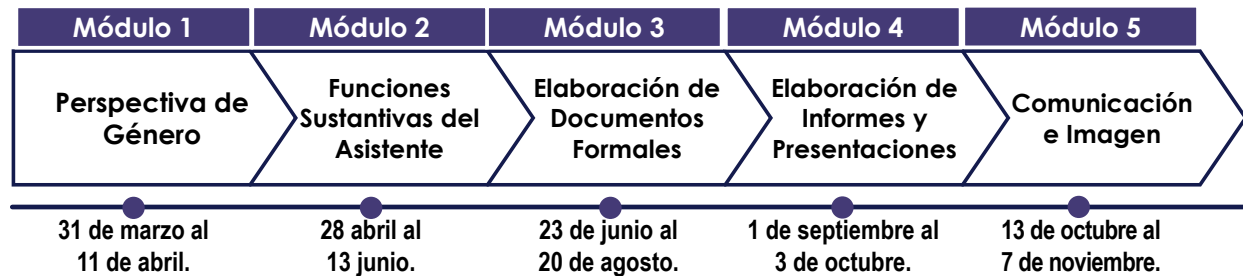 Módulo 1
Módulo 2
Módulo 3
Módulo 4
Módulo 5
Perspectiva de
Género
Funciones
Sustantivas del
Asistente
Elaboración de
Documentos
Formales
Elaboración de
Informes y
Presentaciones
Comunicación
e Imagen
31 de marzo al
11 de abril.
28 abril al
13 junio.
23 de junio al
20 de agosto.
1 de septiembre al
3 de octubre.
13 de octubre al
7 de noviembre.